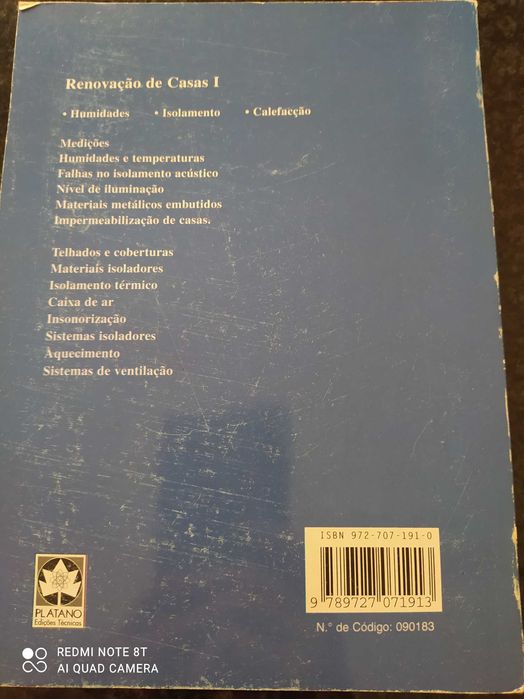 Renovação de Casas I
• Humidades • Isolamento • Calefacção
Medições
Humidades e temperaturas
Falhas no isolamento acústico
Nível de iluminação
Materiais metálicos embutidos
Impermeabilização de casas.
Telhados e coberturas
Materiais isoladores
Isolamento térmico
Caixa de ar
Insonorização
Sistemas isoladores
Aquecimento
Sistemas de ventilação
ISBN 972-707-191-0
9 789727 071913
N.° de Código: 090183
PLÁTANO
Edições Técnicas
REDMI NOTE 8T
AI QUAD CAMERA